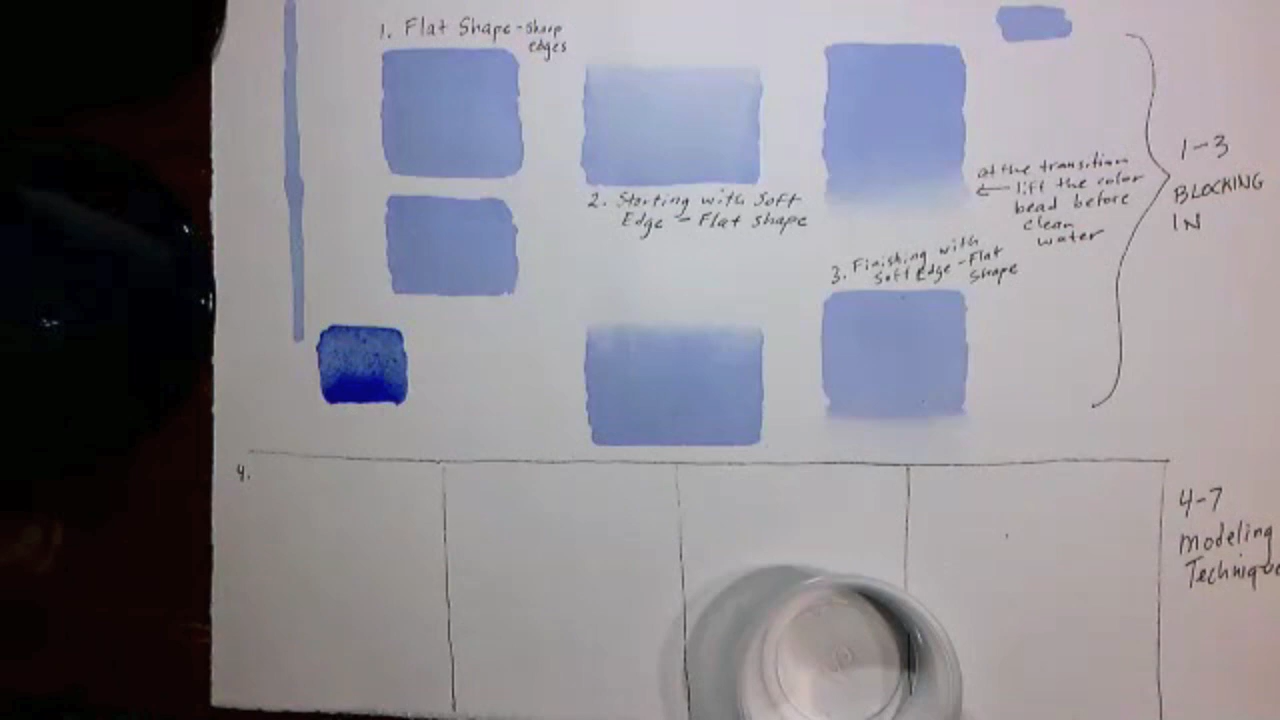 1. Flat Shape - sharp
edges
2. Starting with Soft
Edge - Flat shape
at the transition
← lift the color
bead before
clean
water
3. Finishing with
Soft Edge - Flat
Shape
1-3
BLOCKING
IN
4.
4-7
Modeling
Technique